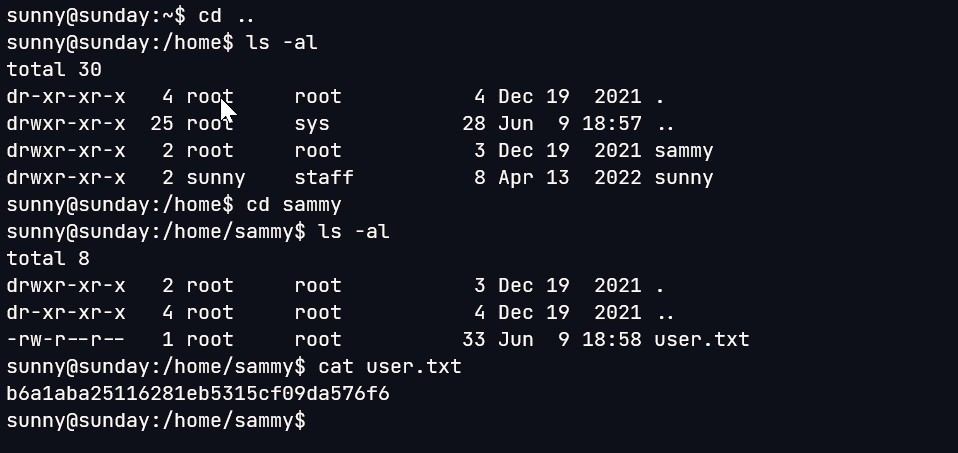 sunny@sunday:~$ cd ..
sunny@sunday:/home$ ls -al
total 30
dr-xr-xr-x   4 root     root           4 Dec 19  2021 .
drwxr-xr-x  25 root     sys           28 Jun  9 18:57 ..
drwxr-xr-x   2 root     root           3 Dec 19  2021 sammy
drwxr-xr-x   2 sunny    staff          8 Apr 13  2022 sunny
sunny@sunday:/home$ cd sammy
sunny@sunday:/home/sammy$ ls -al
total 8
drwxr-xr-x   2 root     root           3 Dec 19  2021 .
dr-xr-xr-x   4 root     root           4 Dec 19  2021 ..
-rw-r--r--   1 root     root          33 Jun  9 18:58 user.txt
sunny@sunday:/home/sammy$ cat user.txt
b6a1aba25116281eb5315cf09da576f6
sunny@sunday:/home/sammy$